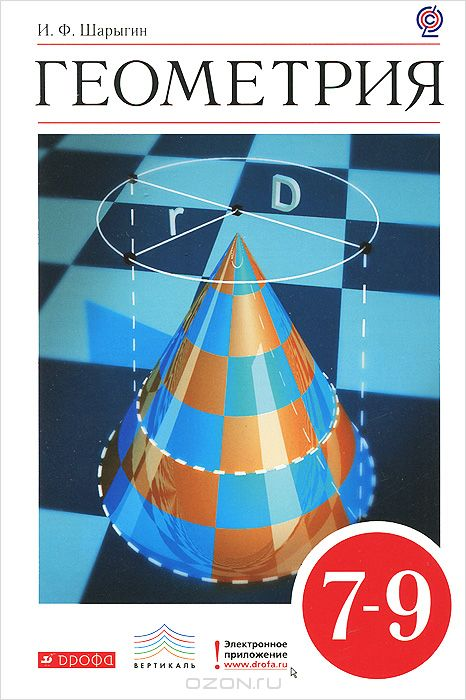 И. Ф. Шарыгин
ГЕОМЕТРИЯ
r D
7-9
ДРОФА
ВЕРТИКАЛЬ
! Электронное
приложение
www.drofa.ru
OZON.RU